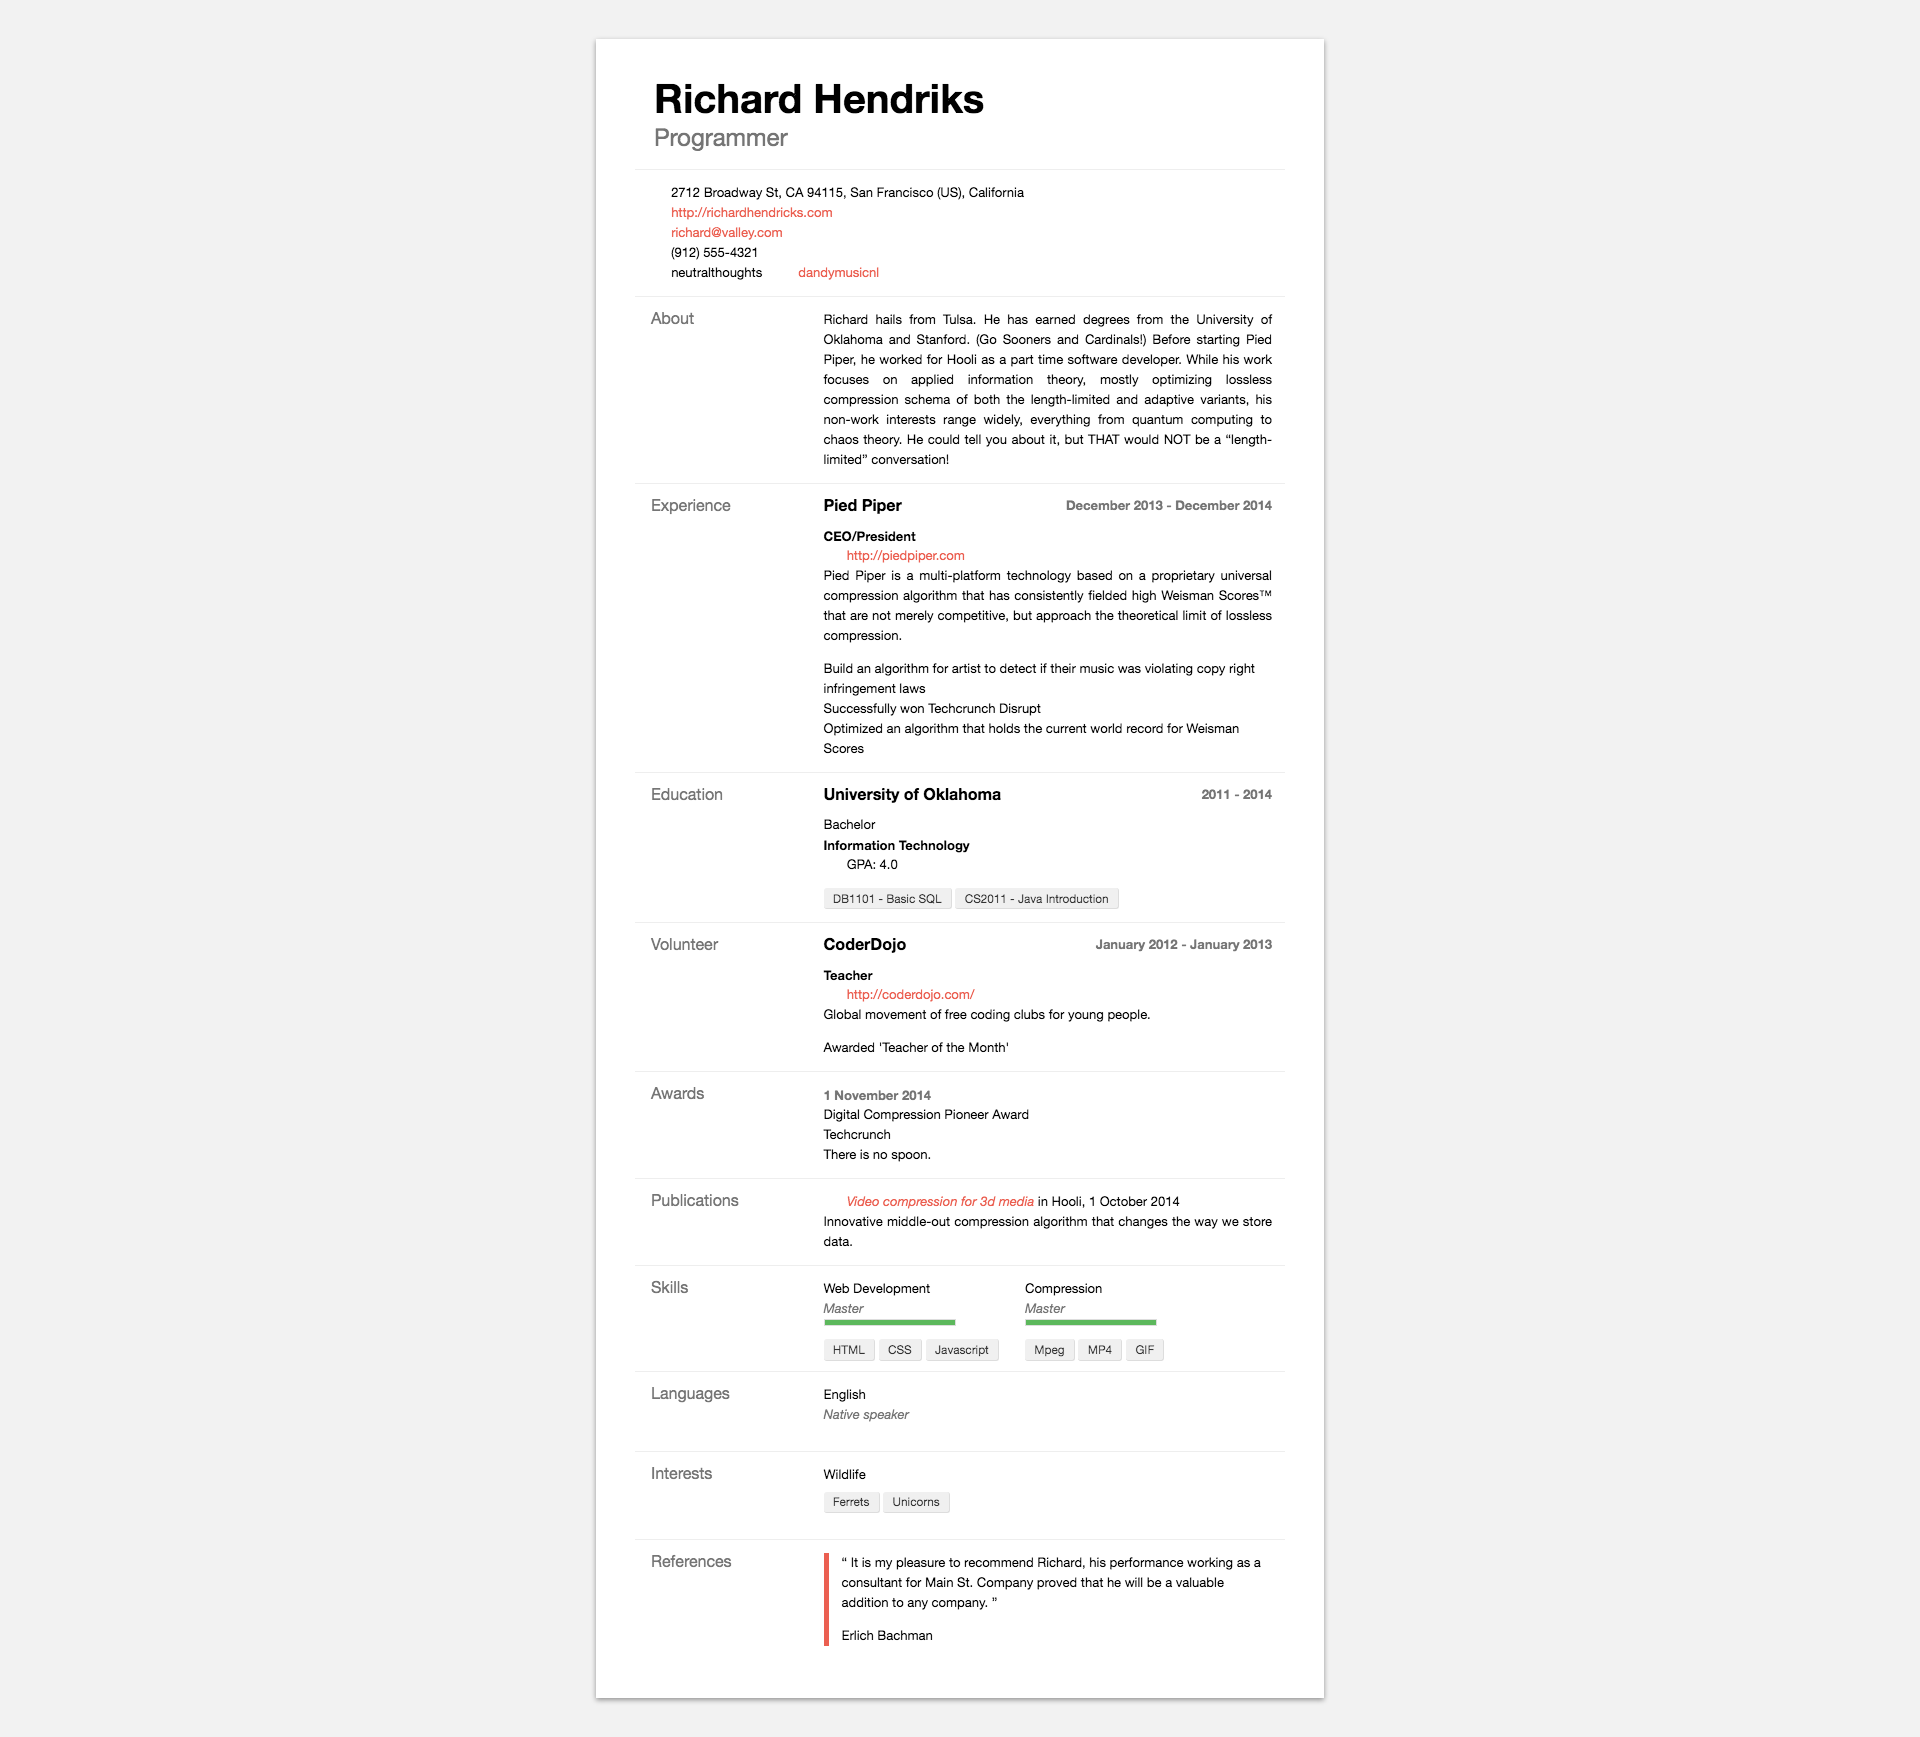 Richard Hendriks
Programmer
2712 Broadway St, CA 94115, San Francisco (US), California
http://richardhendricks.com
richard@valley.com
(912) 555-4321
neutralthoughts dandymusicnl
About
Richard hails from Tulsa. He has earned degrees from the University of
Oklahoma and Stanford. (Go Sooners and Cardinals!) Before starting Pied
Piper, he worked for Hooli as a part time software developer. While his work
focuses on applied information theory, mostly optimizing lossless
compression schema of both the length-limited and adaptive variants, his
non-work interests range widely, everything from quantum computing to
chaos theory. He could tell you about it, but THAT would NOT be a “length-
limited” conversation!
Experience
Pied Piper December 2013 - December 2014
CEO/President
http://piedpiper.com
Pied Piper is a multi-platform technology based on a proprietary universal
compression algorithm that has consistently fielded high Weisman Scores™
that are not merely competitive, but approach the theoretical limit of lossless
compression.
Build an algorithm for artist to detect if their music was violating copy right
infringement laws
Successfully won Techcrunch Disrupt
Optimized an algorithm that holds the current world record for Weisman
Scores
Education
University of Oklahoma 2011 - 2014
Bachelor
Information Technology
GPA: 4.0
DB1101 - Basic SQL CS2011 - Java Introduction
Volunteer
CoderDojo January 2012 - January 2013
Teacher
http://coderdojo.com/
Global movement of free coding clubs for young people.
Awarded 'Teacher of the Month'
Awards
1 November 2014
Digital Compression Pioneer Award
Techcrunch
There is no spoon.
Publications
Video compression for 3d media in Hooli, 1 October 2014
Innovative middle-out compression algorithm that changes the way we store
data.
Skills
Web Development Compression
Master Master
HTML CSS Javascript Mpeg MP4 GIF
Languages
English
Native speaker
Interests
Wildlife
Ferrets Unicorns
References
“ It is my pleasure to recommend Richard, his performance working as a
consultant for Main St. Company proved that he will be a valuable
addition to any company. ”
Erlich Bachman